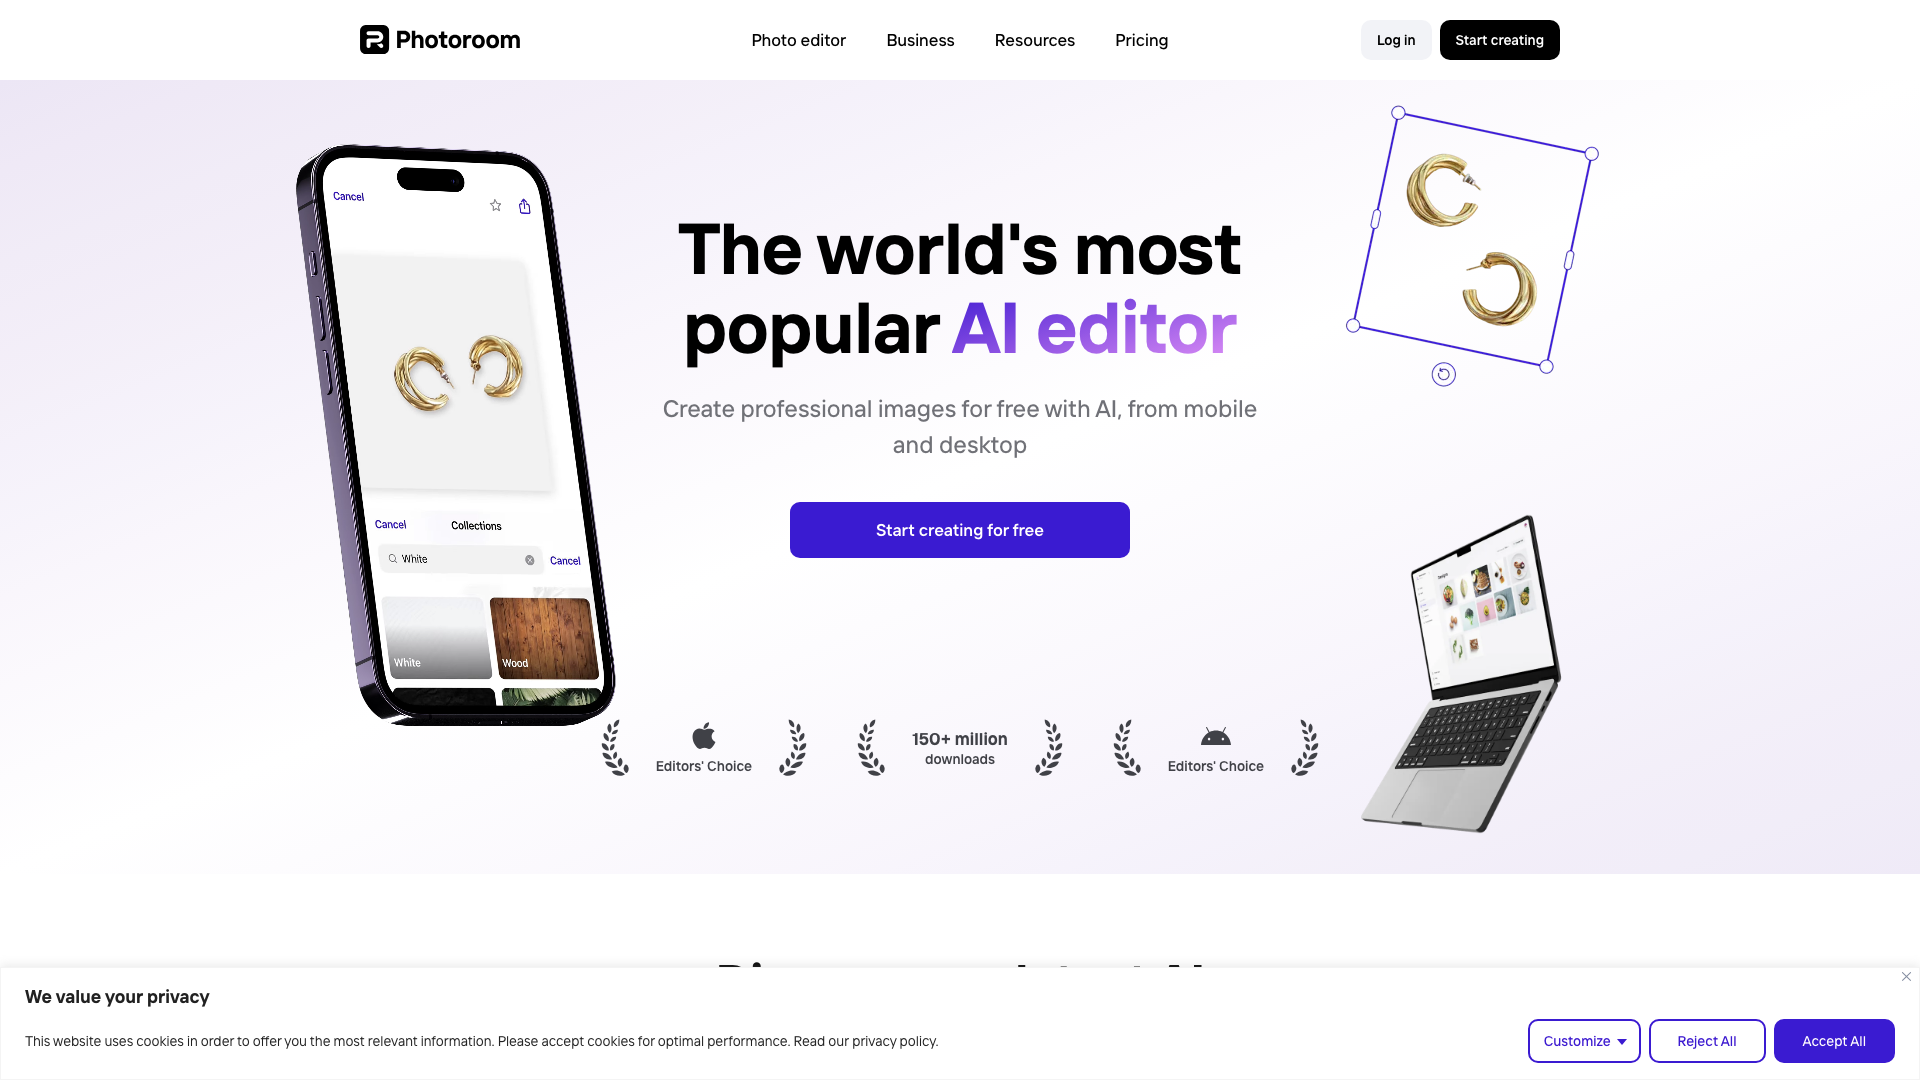 Photoroom
Photo editor
Business
Resources
Pricing
Log in
Start creating
Cancel
The world's most
popular AI editor
Create professional images for free with AI, from mobile
and desktop
Start creating for free
Cancel
Collections
White
Cancel
White
Wood
Editors' Choice
150+ million
downloads
Editors' Choice
We value your privacy
This website uses cookies in order to offer you the most relevant information. Please accept cookies for optimal performance. Read our privacy policy.
Customize
Reject All
Accept All